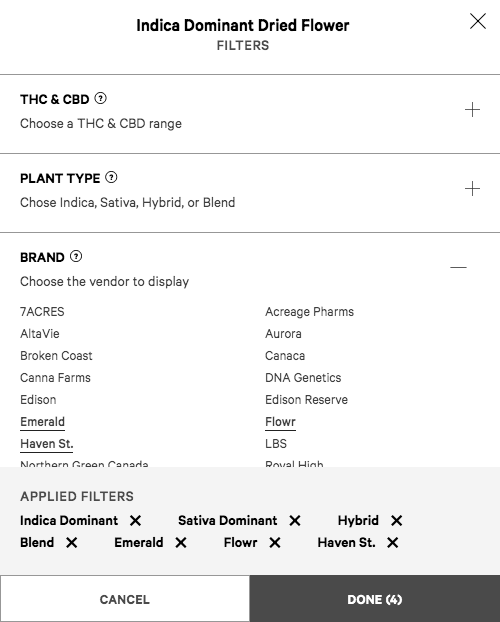 Indica Dominant Dried Flower
FILTERS
THC & CBD ?
Choose a THC & CBD range
PLANT TYPE ?
Chose Indica, Sativa, Hybrid, or Blend
BRAND ?
Choose the vendor to display
7ACRES Acreage Pharms
AltaVie Aurora
Broken Coast Canaca
Canna Farms DNA Genetics
Edison Edison Reserve
Emerald Flowr
Haven St. LBS
Northern Green Canada Royal High
APPLIED FILTERS
Indica Dominant Sativa Dominant Hybrid
Blend Emerald Flowr Haven St.
CANCEL DONE (4)